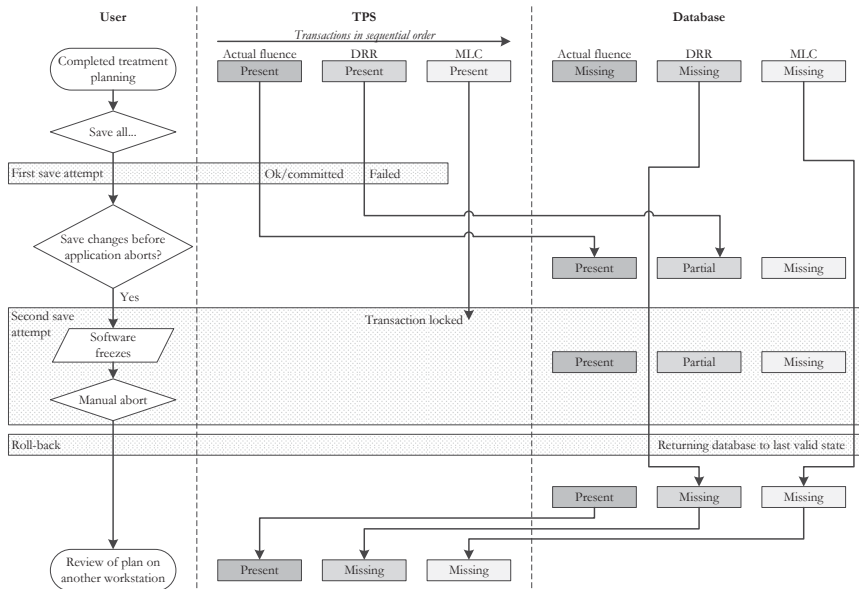 User
TPS
Database
Transactions in sequential order
Actual fluence
DRR
MLC
Actual fluence
DRR
MLC
Completed treatment
planning
Present
Present
Present
Missing
Missing
Missing
Save all...
First save attempt
Ok/committed
Failed
Save changes before
application aborts?
Present
Partial
Missing
Yes
Second save
attempt
Transaction locked
Software
freezes
Present
Partial
Missing
Manual abort
Roll-back
Returning database to last valid state
Present
Missing
Missing
Review of plan on
another workstation
Present
Missing
Missing